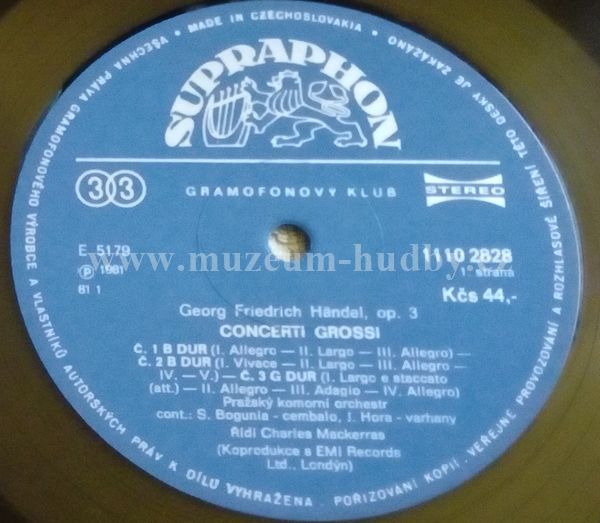 • MADE IN CZECHOSLOVAKIA • VŠECHNA PRÁVA GRAMOFONOVÉHO VÝROBCE A VLASTNÍKŮ AUTORSKÝCH PRÁV K DÍLU VYHRAŽENA. POŘIZOVÁNÍ KOPIÍ, VEŘEJNÉ PROVOZOVÁNÍ A ROZHLASOVÉ ŠÍŘENÍ TÉTO DESKY JE ZAKÁZÁNO
SUPRAPHON
33
GRAMOFONOVÝ KLUB
STEREO
E 5179
1110 2828
℗ 1981
1. strana
81 1
Kčs 44,-
www.muzeum-hudby.cz
Georg Friedrich Händel, op. 3
CONCERTI GROSSI
Č. 1 B DUR (I. Allegro — II. Largo — III. Allegro) —
Č. 2 B DUR (I. Vivace — II. Largo — III. Allegro —
IV. — V.) — Č. 3 G DUR (I. Largo e staccato
(att.) — II. Allegro — III. Adagio — IV. Allegro)
Pražský komorní orchestr
cont.: S. Bogunia - cembalo, J. Hora - varhany
Řídí Charles Mackerras
(Koprodukce s EMI Records
Ltd., Londýn)